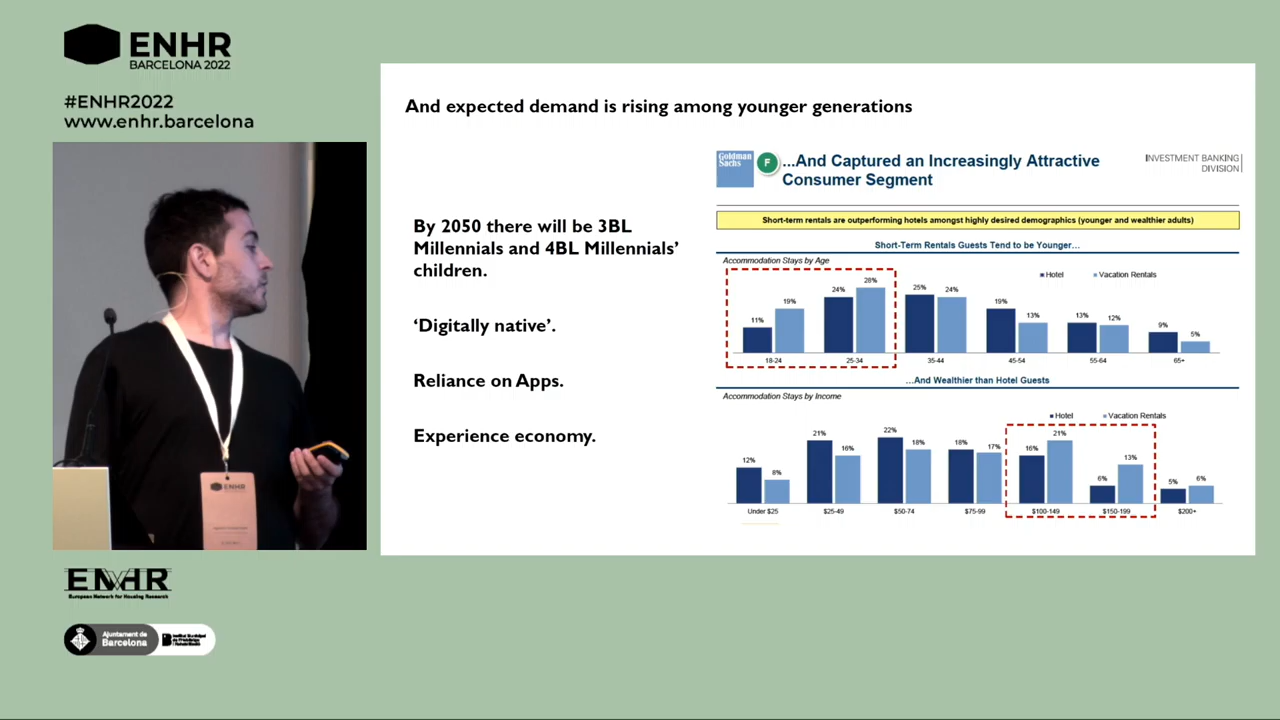 ENHR
BARCELONA 2022
#ENHR2022
www.enhr.barcelona
And expected demand is rising among younger generations
By 2050 there will be 3BL
Millennials and 4BL Millennials’
children.
‘Digitally native’.
Reliance on Apps.
Experience economy.
Goldman
Sachs
F
...And Captured an Increasingly Attractive
Consumer Segment
INVESTMENT BANKING
DIVISION
Short-term rentals are outperforming hotels amongst highly desired demographics (younger and wealthier adults)
Short-Term Rentals Guests Tend to be Younger…
Accommodation Stays by Age
Hotel Vacation Rentals
11% 19% 24% 28% 25% 24% 19% 13% 13% 12% 9% 5%
18-24 25-34 35-44 45-54 55-64 65+
…And Wealthier than Hotel Guests
Accommodation Stays by Income
Hotel Vacation Rentals
12% 8% 21% 16% 22% 18% 18% 17% 16% 21% 6% 13% 5% 6%
Under $25 $25-49 $50-74 $75-99 $100-149 $150-199 $200+
ENHR
ENHR
European Network for Housing Research
Ajuntament de
Barcelona